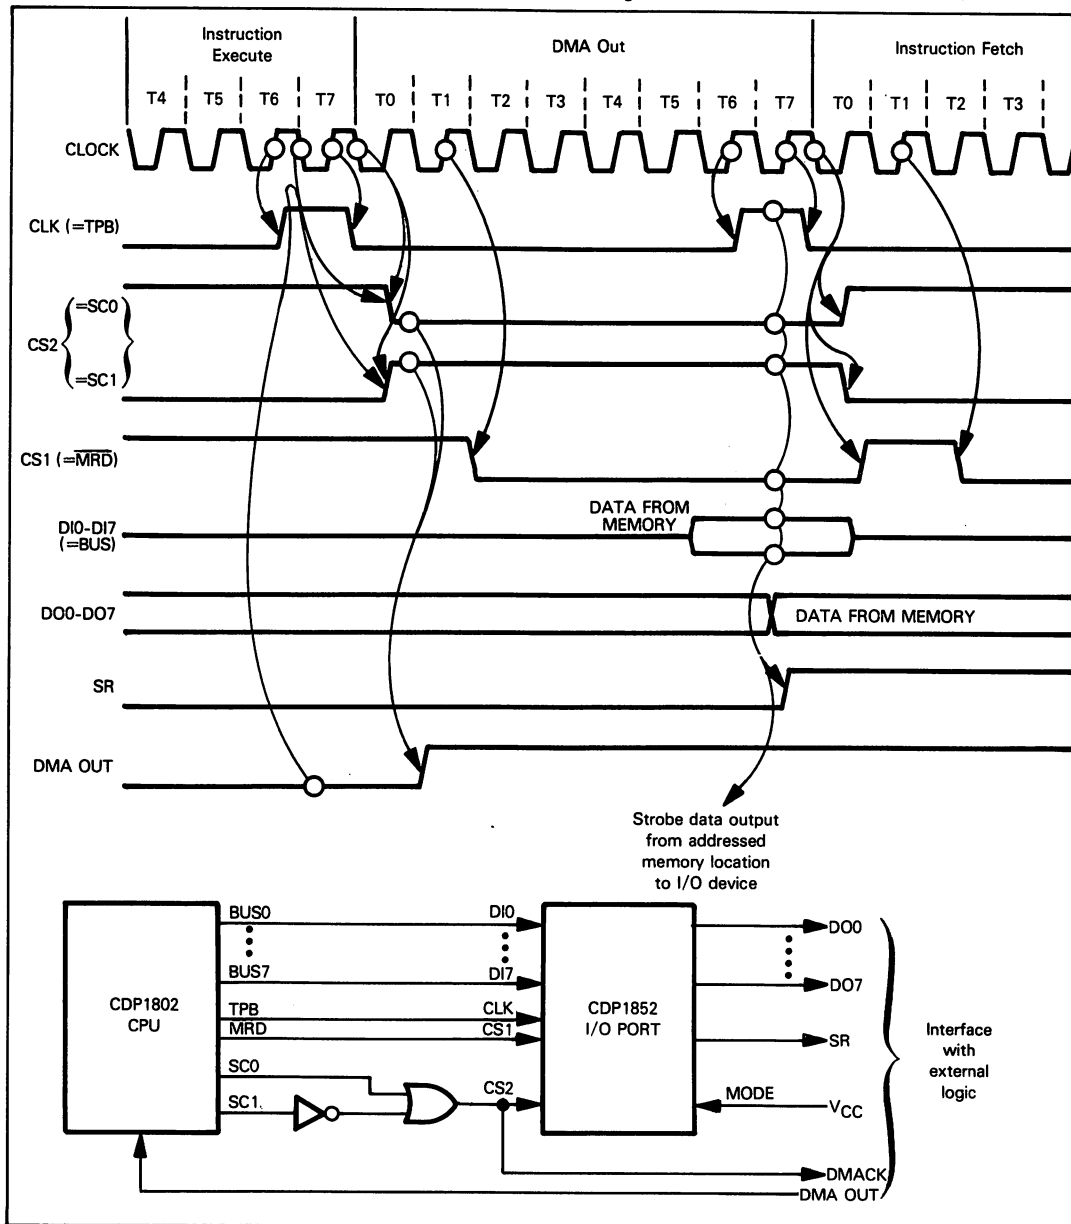 Instruction
Execute
DMA Out
Instruction Fetch
T4 T5 T6 T7 T0 T1 T2 T3 T4 T5 T6 T7 T0 T1 T2 T3
CLOCK
CLK (=TPB)
CS2
(=SC0)
(=SC1)
CS1 (=M̅R̅D̅)
DATA FROM
MEMORY
DI0-DI7
(=BUS)
DO0-DO7
DATA FROM MEMORY
SR
DMA OUT
Strobe data output
from addressed
memory location
to I/O device
BUS0
DI0
DO0
BUS7
DI7
DO7
CDP1802
CPU
CDP1852
I/O PORT
TPB
CLK
M̅R̅D̅
C̅S̅1̅
SR
Interface
with
external
logic
SC0
SC1
CS2
MODE
VCC
DMACK
DMA OUT